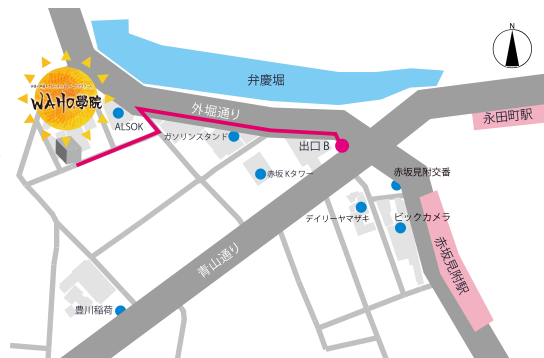 N
弁慶堀
WAHOO曼院
外堀通り
永田町駅
ALSOK
ガソリンスタンド
出口 B
赤坂 Kタワー
赤坂見附交番
デイリーヤマザキ
ビックカメラ
青山通り
赤坂見附駅
豊川稲荷